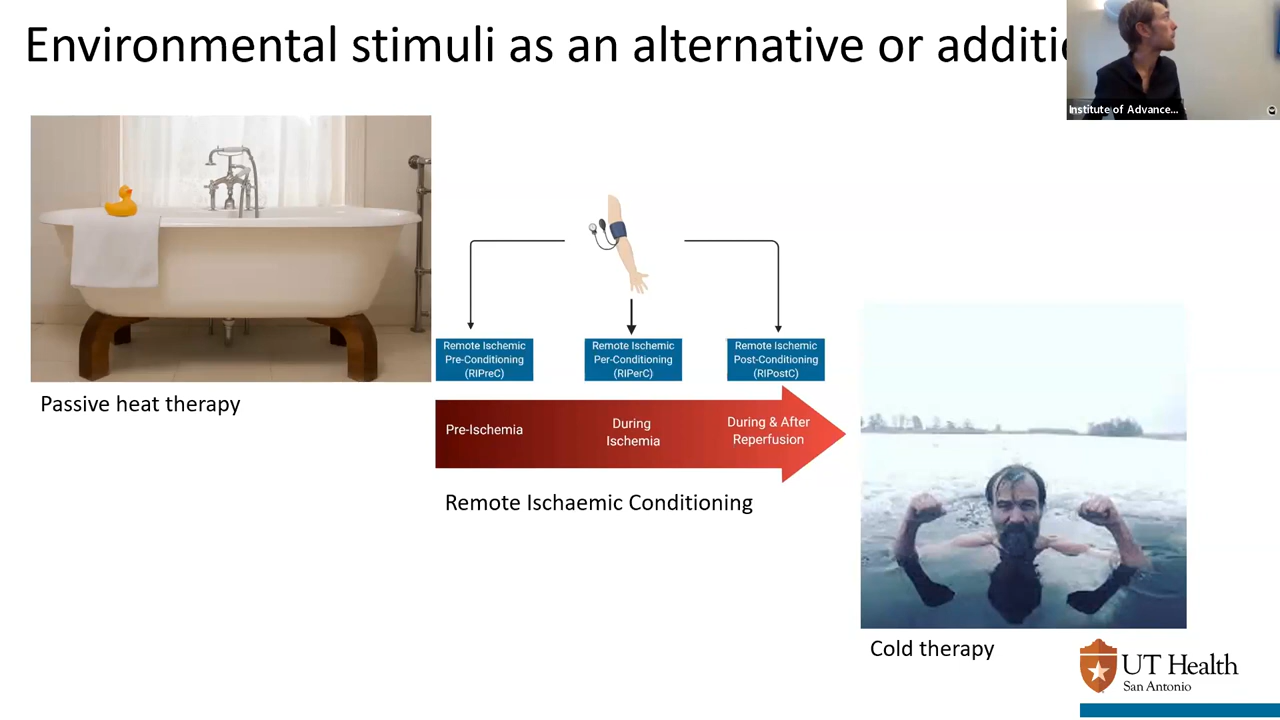 Environmental stimuli as an alternative or additi
Institute of Advance...
Remote Ischemic
Pre-Conditioning
(RIPreC)
Remote Ischemic
Per-Conditioning
(RIPerC)
Remote Ischemic
Post-Conditioning
(RIPostC)
Passive heat therapy
Pre-Ischemia
During
Ischemia
During & After
Reperfusion
Remote Ischaemic Conditioning
Cold therapy
UT Health
San Antonio